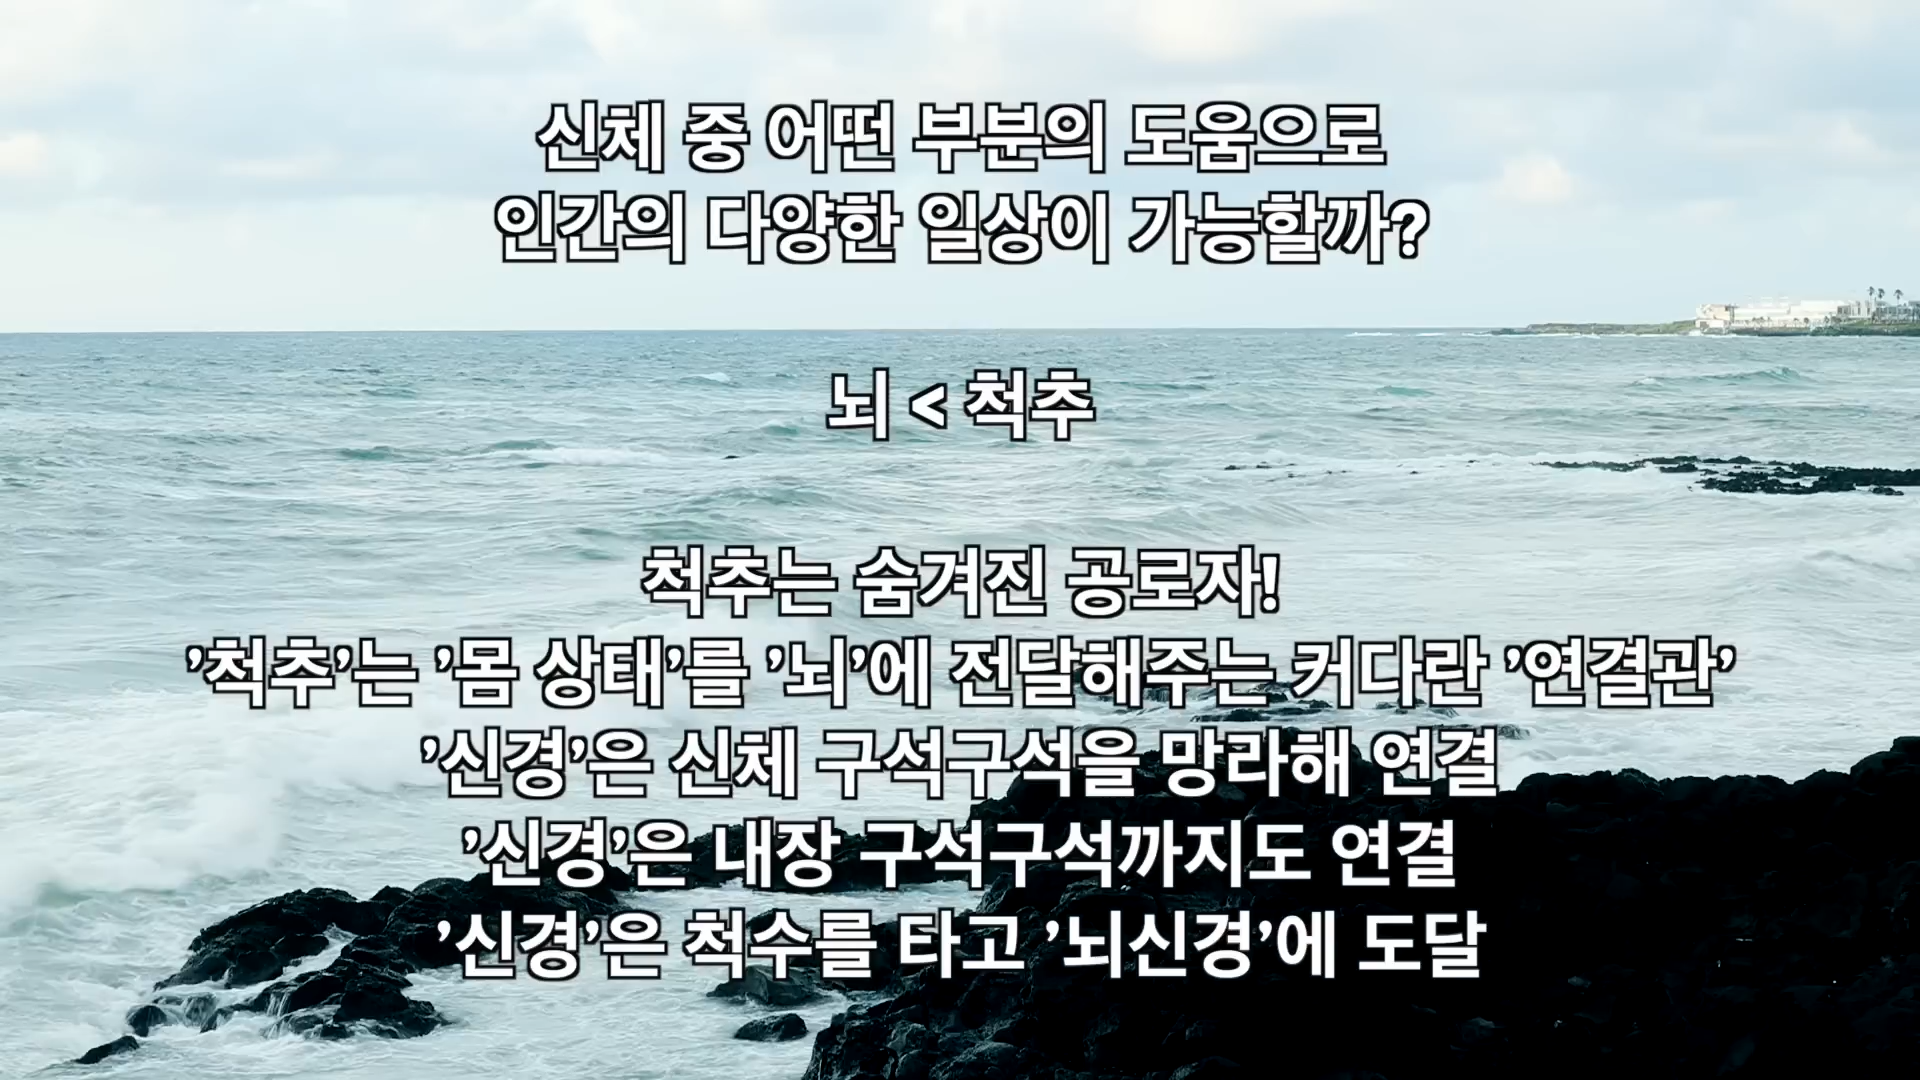 신체 중 어떤 부분의 도움으로
인간의 다양한 일상이 가능할까?
뇌 < 척추
척추는 숨겨진 공로자!
’척추’는 ’몸 상태’를 ’뇌’에 전달해주는 커다란 ’연결관’
’신경’은 신체 구석구석을 망라해 연결
’신경’은 내장 구석구석까지도 연결
’신경’은 척수를 타고 ’뇌신경’에 도달